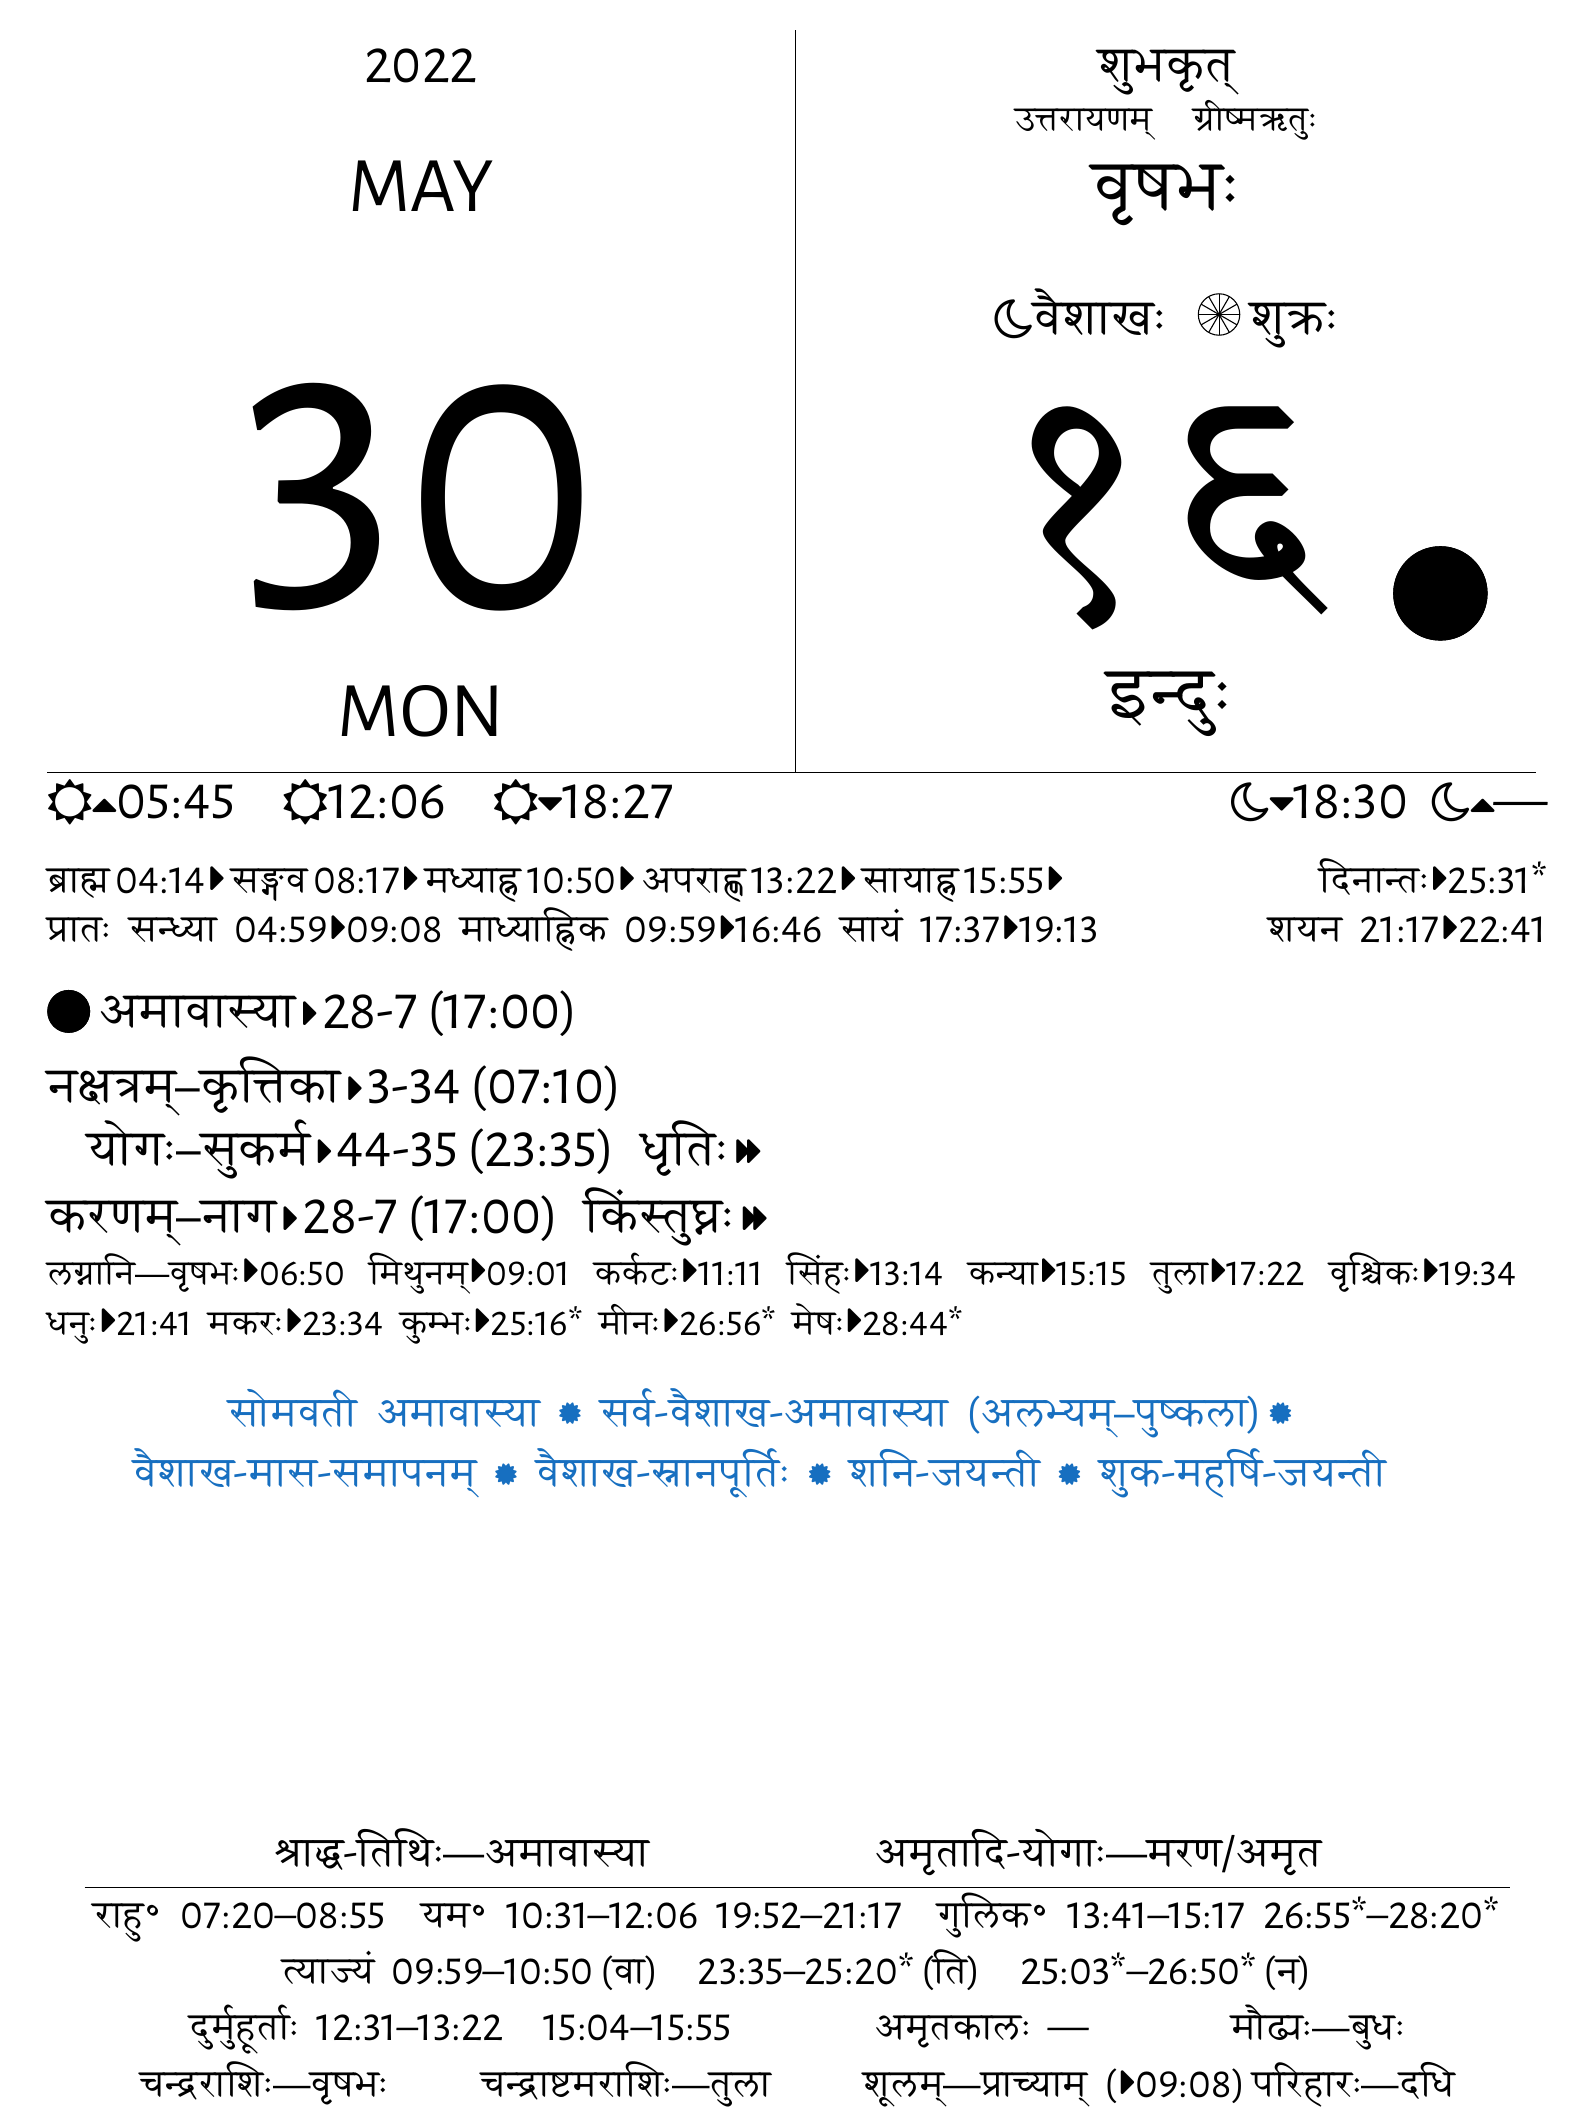 2022
MAY
30
MON
शुभकृत्
उत्तरायणम् ग्रीष्मऋतुः
वृषभः
वैशाखः शुक्रः
१६
इन्दुः
05:45 12:06 18:27 18:30 —
ब्राह्म 04:14 सङ्गव 08:17 मध्याह्न 10:50 अपराह्ण 13:22 सायाह्न 15:55 दिनान्तः 25:31*
प्रातः सन्ध्या 04:59 09:08 माध्याह्निक 09:59 16:46 सायं 17:37 19:13 शयन 21:17 22:41
अमावास्या 28-7 (17:00)
नक्षत्रम्–कृत्तिका 3-34 (07:10)
योगः–सुकर्म 44-35 (23:35) धृतिः
करणम्–नाग 28-7 (17:00) किंस्तुघ्नः
लग्नानि—वृषभः 06:50 मिथुनम् 09:01 कर्कटः 11:11 सिंहः 13:14 कन्या 15:15 तुला 17:22 वृश्चिकः 19:34
धनुः 21:41 मकरः 23:34 कुम्भः 25:16* मीनः 26:56* मेषः 28:44*
सोमवती अमावास्या ✹ सर्व-वैशाख-अमावास्या (अलभ्यम्–पुष्कला) ✹
वैशाख-मास-समापनम् ✹ वैशाख-स्नानपूर्तिः ✹ शनि-जयन्ती ✹ शुक-महर्षि-जयन्ती
श्राद्ध-तिथिः—अमावास्या अमृतादि-योगाः—मरण/अमृत
राहु° 07:20–08:55 यम° 10:31–12:06 19:52–21:17 गुलिक° 13:41–15:17 26:55*–28:20*
त्याज्यं 09:59–10:50 (वा) 23:35–25:20* (ति) 25:03*–26:50* (न)
दुर्मुहूर्ताः 12:31–13:22 15:04–15:55 अमृतकालः — मौढ्यः—बुधः
चन्द्रराशिः—वृषभः चन्द्राष्टमराशिः—तुला शूलम्—प्राच्याम् (09:08) परिहारः—दधि